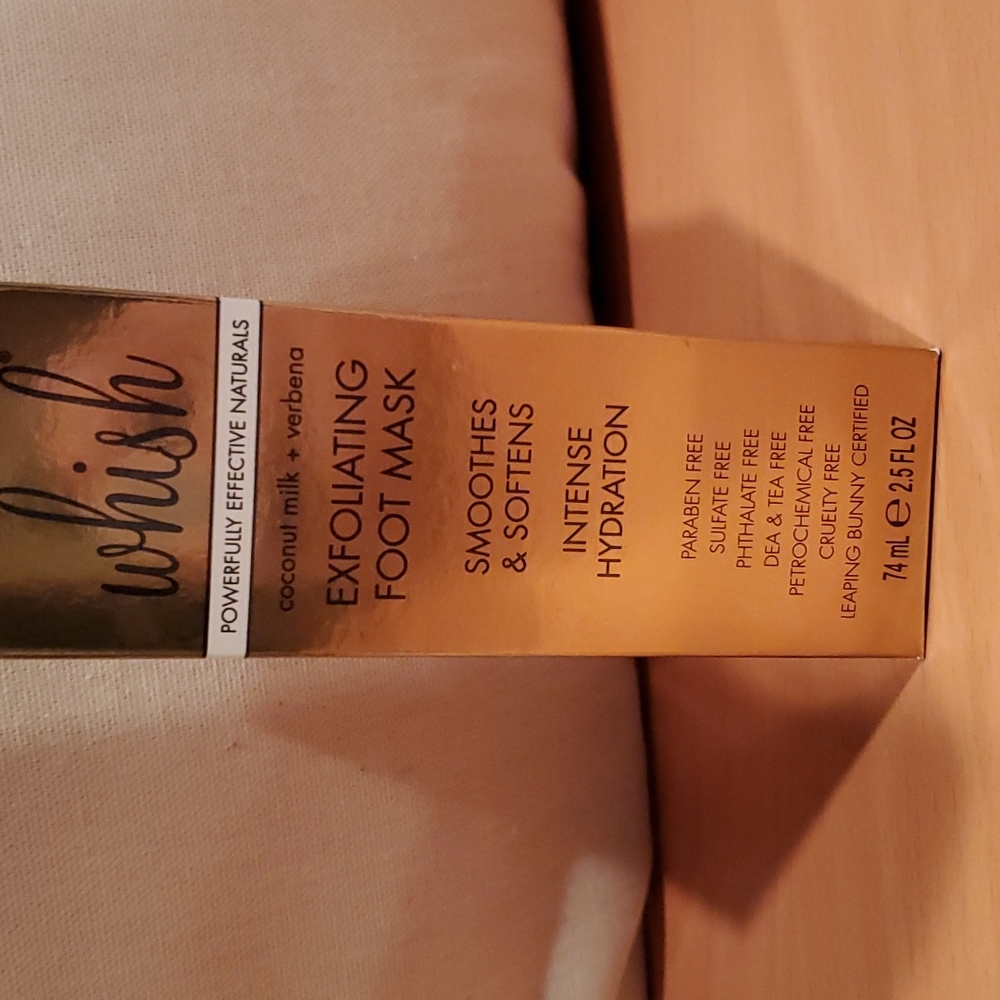 whish®
POWERFULLY EFFECTIVE NATURALS
coconut milk + verbena
EXFOLIATING
FOOT MASK
SMOOTHES
& SOFTENS
INTENSE
HYDRATION
PARABEN FREE
SULFATE FREE
PHTHALATE FREE
DEA & TEA FREE
PETROCHEMICAL FREE
CRUELTY FREE
LEAPING BUNNY CERTIFIED
74 mL ℮ 2.5 FL OZ